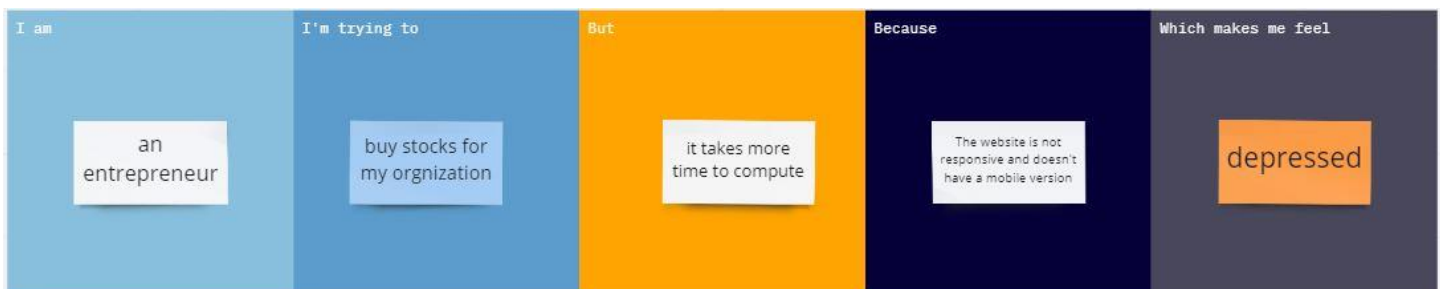 I am
an
entrepreneur
I'm trying to
buy stocks for
my orgnization
But
it takes more
time to compute
Because
The website is not
responsive and doesn't
have a mobile version
Which makes me feel
depressed